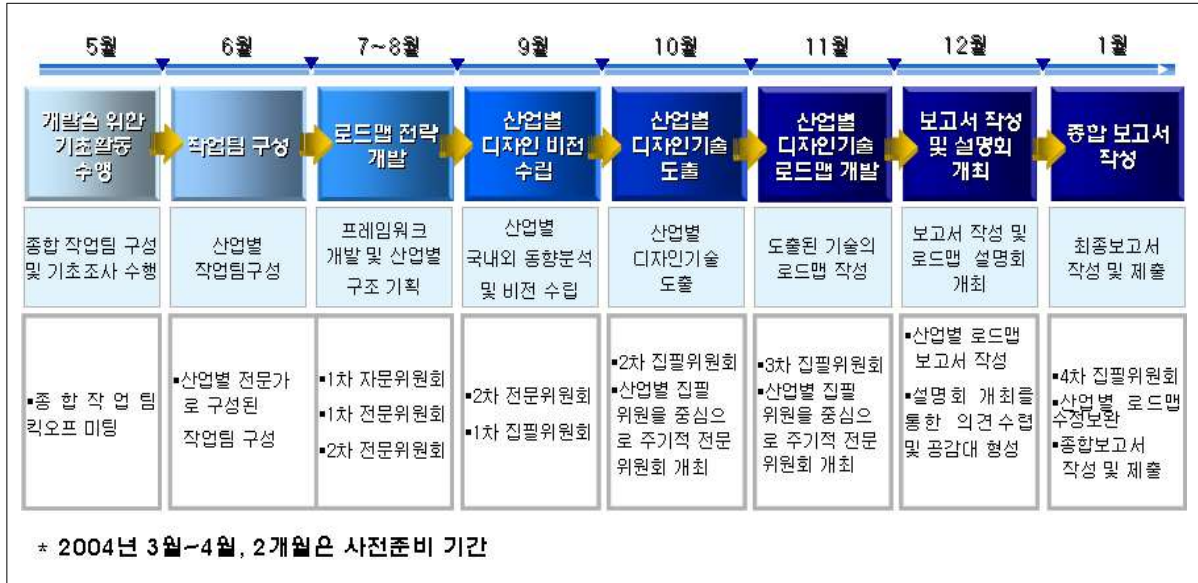 5월
6월
7~8월
9월
10월
11월
12월
1월
개발을 위한
기초활동
수행
작업팀 구성
로드맵 전략
개발
산업별
디자인 비전
수립
산업별
디자인기술
도출
산업별
디자인기술
로드맵 개발
보고서 작성
및 설명회
개최
종합 보고서
작성
종합 작업팀 구성
및 기초조사 수행
산업별
작업팀구성
프레임워크
개발 및 산업별
구조 기획
산업별
국내외 동향분석
및 비전 수립
산업별
디자인기술
도출
도출된 기술의
로드맵 작성
보고서 작성 및
로드맵 설명회
개최
최종보고서
작성 및 제출
▪종 합 작 업 팀
킥오프 미팅
▪산업별 전문가
로 구성된
작업팀 구성
▪1차 자문위원회
▪1차 전문위원회
▪2차 전문위원회
▪2차 전문위원회
▪1차 집필위원회
▪2차 집필위원회
▪산업별 집필
위원을 중심으
로 주기적 전문
위원회 개최
▪3차 집필위원회
▪산업별 집필
위원을 중심으
로 주기적 전문
위원회 개최
▪산업별 로드맵
보고서 작성
▪설명회 개최를
통한 의견수렴
및 공감대 형성
▪4차 집필위원회
▪산업별 로드맵
수정보완
▪종합보고서
작성 및 제출
* 2004년 3월~4월, 2개월은 사전준비 기간